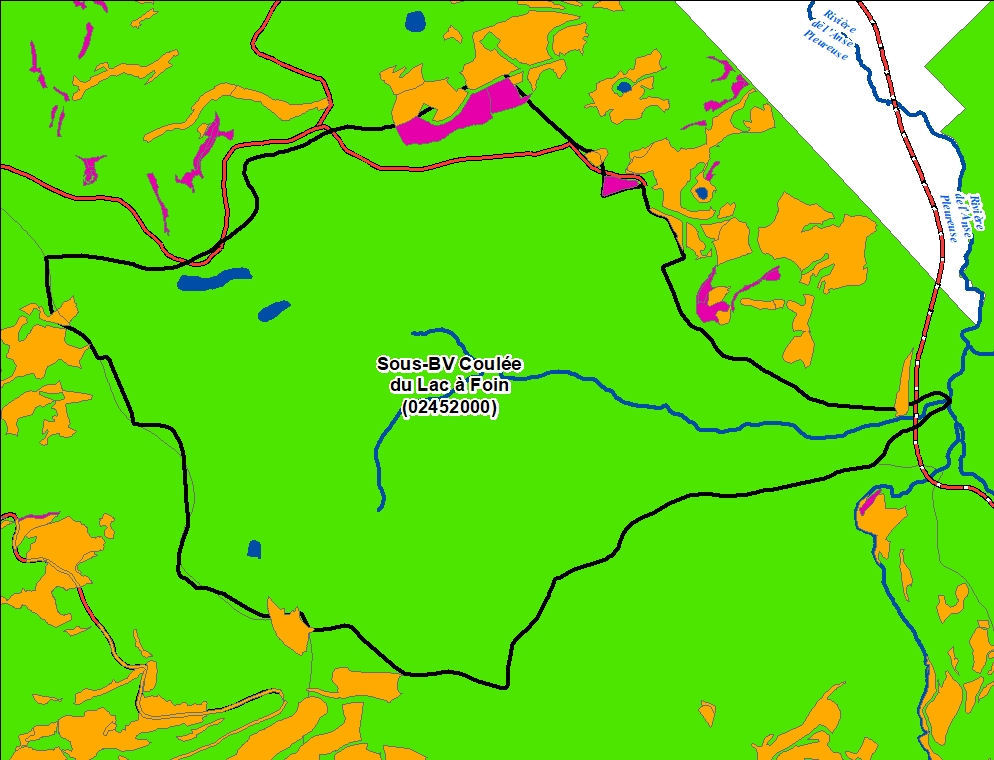 Rivière
de l'Anse
Pleureuse
Rivière
de l'Anse
Pleureuse
Sous-BV Coulée
du Lac à Foin
(02452000)